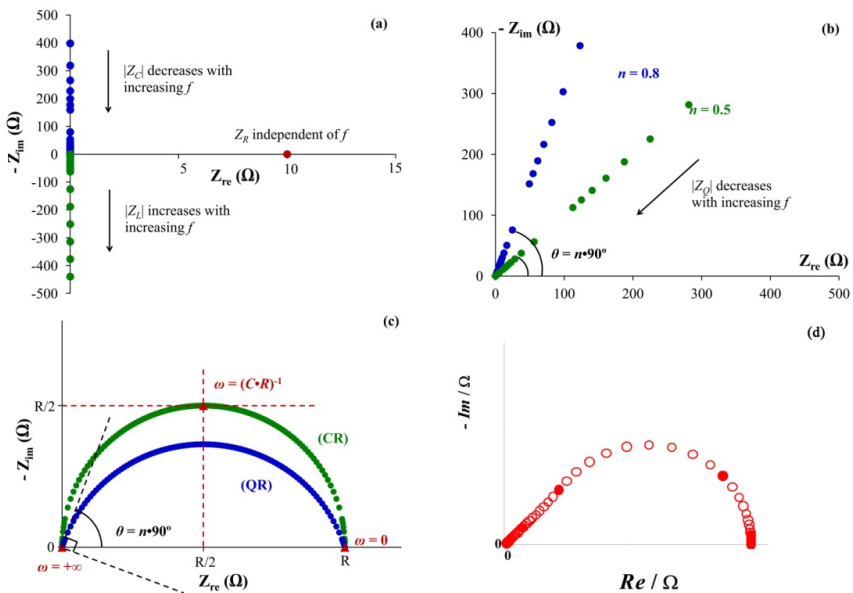 (a)
- Z_im (Ω)
500
400
300
200
100
0
-100
-200
-300
-400
-500
|Z_C| decreases with
increasing f
Z_R independent of f
5
10
15
Z_re (Ω)
|Z_L| increases with
increasing f
(b)
- Z_im (Ω)
400
300
200
100
0
n = 0.8
n = 0.5
|Z_Q| decreases
with increasing f
θ = n•90º
Z_re (Ω)
0
100
200
300
400
500
(c)
- Z_im (Ω)
R/2
0
ω = (C•R)⁻¹
(CR)
(QR)
θ = n•90º
ω = 0
ω = +∞
R/2
R
Z_re (Ω)
(d)
- Im / Ω
0
0
Re / Ω